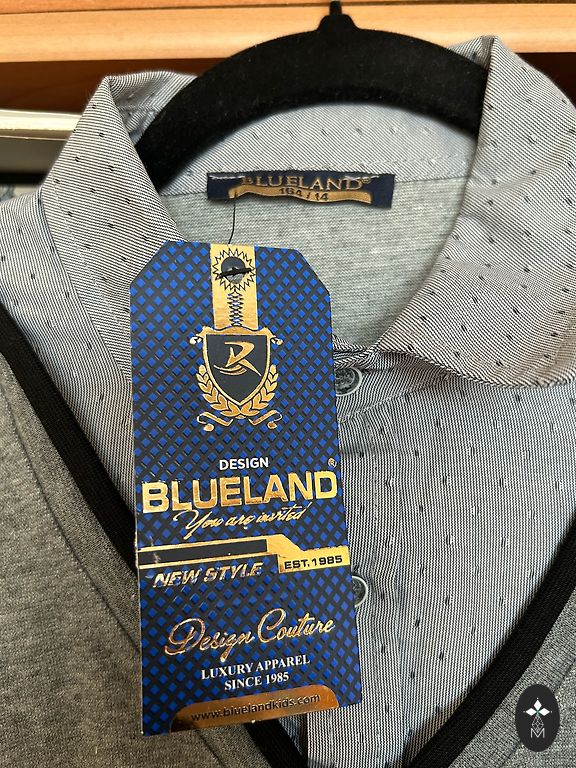 BLUELAND®
164/14
DESIGN
BLUELAND®
You are invited
EST. 1985
NEW STYLE
Design Couture
LUXURY APPAREL
SINCE 1985
www.bluelandkids.com
M